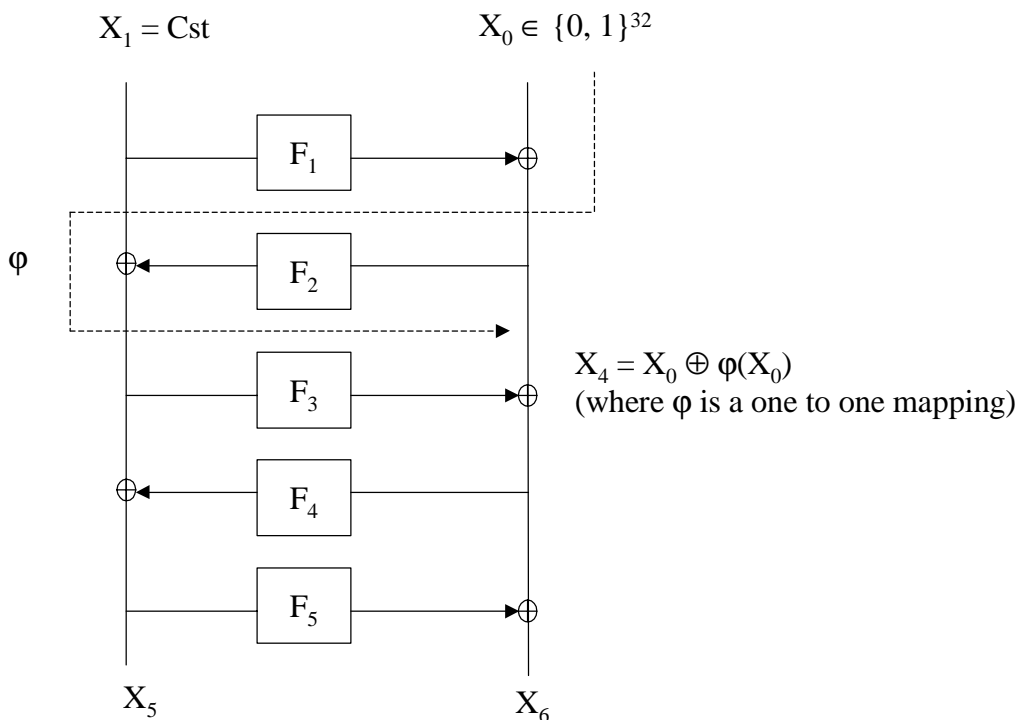 X₁ = Cst
X₀ ∈ {0, 1}³²
F₁
φ
F₂
X₄ = X₀ ⊕ φ(X₀)
(where φ is a one to one mapping)
F₃
F₄
F₅
X₅
X₆